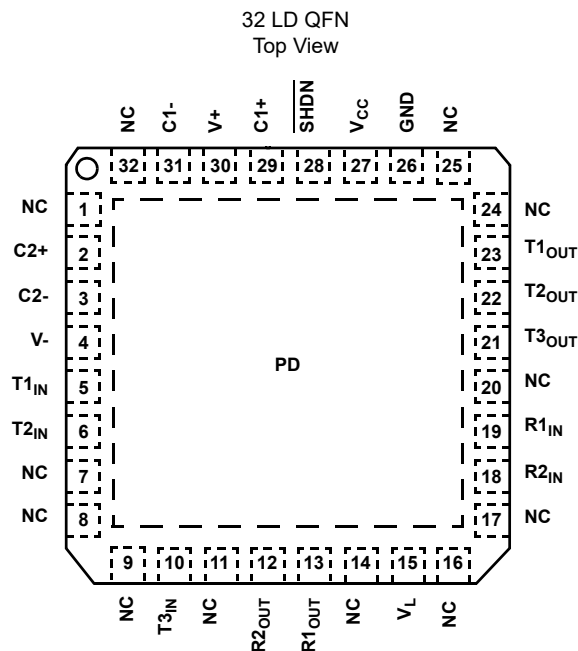 32 LD QFN
Top View
NC
C1-
V+
C1+
SHDN
VCC
GND
NC
32 31 30 29 28 27 26 25
NC 1
C2+ 2
C2- 3
V- 4
T1IN 5
T2IN 6
NC 7
NC 8
PD
24 NC
23 T1OUT
22 T2OUT
21 T3OUT
20 NC
19 R1IN
18 R2IN
17 NC
9 10 11 12 13 14 15 16
NC
T3IN
NC
R2OUT
R1OUT
NC
VL
NC